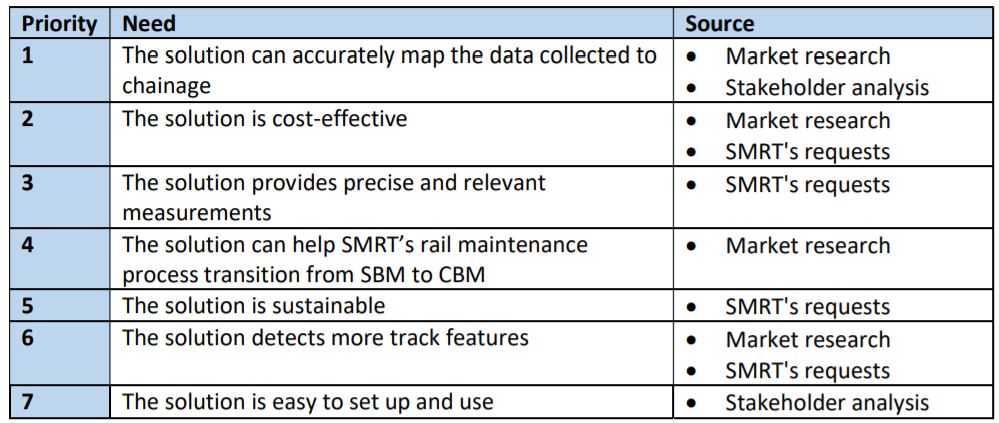 Priority Need Source
1 The solution can accurately map the data collected to • Market research
chainage • Stakeholder analysis
2 The solution is cost-effective • Market research
• SMRT's requests
3 The solution provides precise and relevant • SMRT's requests
measurements
4 The solution can help SMRT’s rail maintenance • Market research
process transition from SBM to CBM
5 The solution is sustainable • SMRT's requests
6 The solution detects more track features • Market research
• SMRT's requests
7 The solution is easy to set up and use • Stakeholder analysis